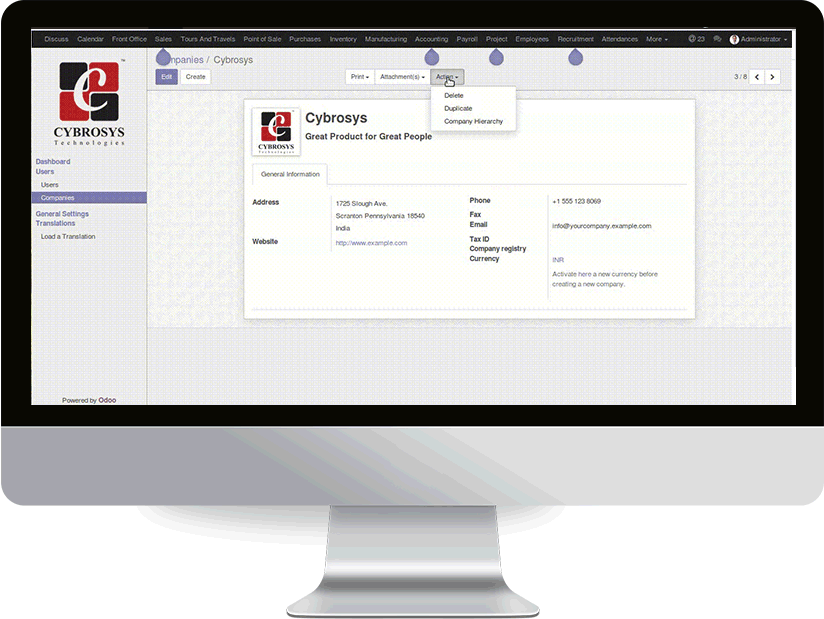 Discuss Calendar Front Office Sales Tours And Travels Point of Sale Purchases Inventory Manufacturing Accounting Payroll Project Employees Recruitment Attendances More @ 23 Administrator
mpanies / Cybrosys
Edit Create Print Attachment(s) Action 3 / 8
Delete
Duplicate
Company Hierarchy
CYBROSYS
Technologies
Dashboard
Users
Users
Companies
General Settings
Translations
Load a Translation
Powered by Odoo
CYBROSYS
Technologies
Cybrosys
Great Product for Great People
General Information
Address 1725 Slough Ave.
Scranton Pennsylvania 18540
India
Website http://www.example.com
Phone +1 555 123 8069
Fax
Email info@yourcompany.example.com
Tax ID
Company registry
Currency INR
Activate here a new currency before
creating a new company.